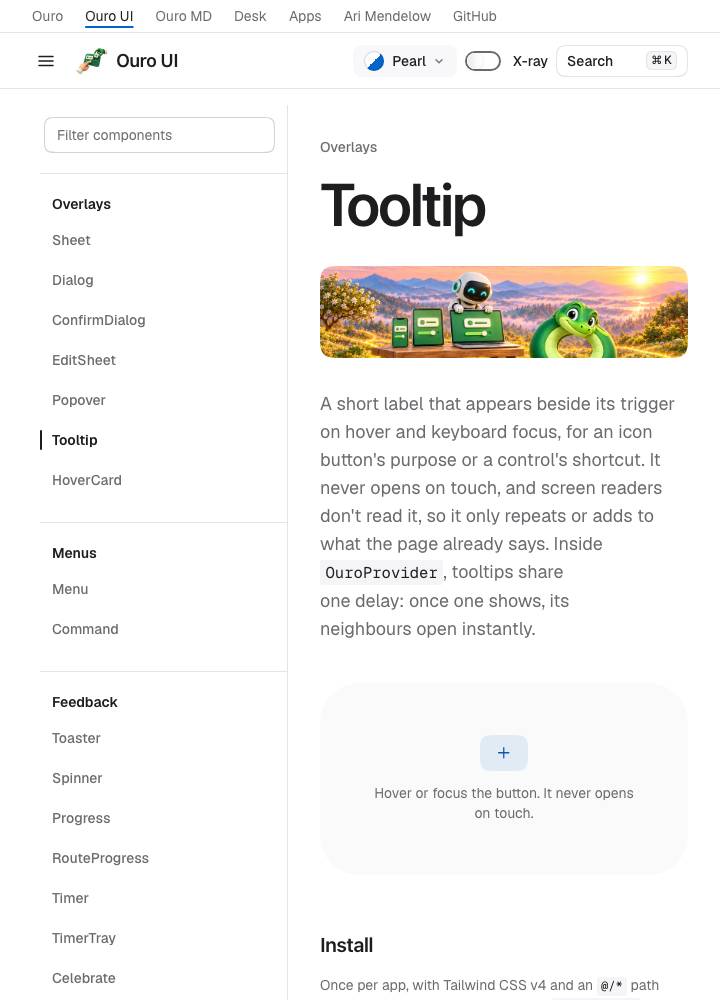 Ouro Ouro UI Ouro MD Desk Apps Ari Mendelow GitHub
Ouro UI Pearl X-ray Search ⌘ K
Filter components
Overlays
Sheet
Dialog
ConfirmDialog
EditSheet
Popover
Tooltip
HoverCard
Menus
Menu
Command
Feedback
Toaster
Spinner
Progress
RouteProgress
Timer
TimerTray
Celebrate
Overlays
Tooltip
A short label that appears beside its trigger
on hover and keyboard focus, for an icon
button's purpose or a control's shortcut. It
never opens on touch, and screen readers
don't read it, so it only repeats or adds to
what the page already says. Inside
OuroProvider, tooltips share
one delay: once one shows, its
neighbours open instantly.
+
Hover or focus the button. It never opens
on touch.
Install
Once per app, with Tailwind CSS v4 and an @/* path